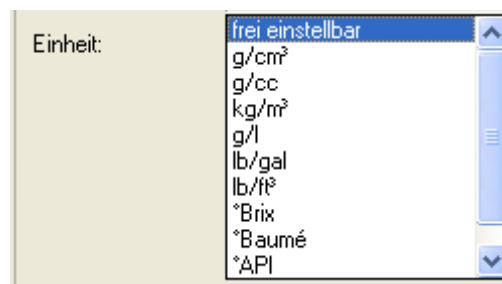 Einheit:
frei einstellbar
g/cm³
g/cc
kg/m³
g/l
lb/gal
lb/ft³
°Brix
°Baumé
°API